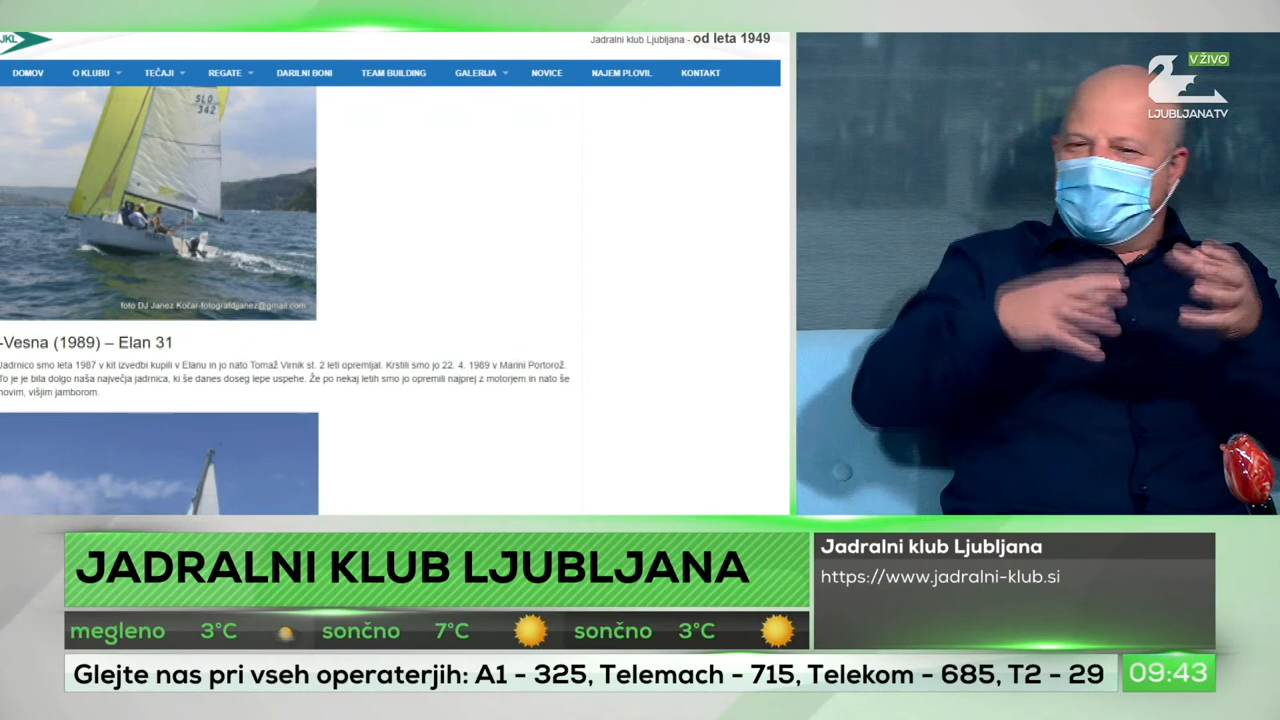 JKL
Jadralni klub Ljubljana - od leta 1949
DOMOV O KLUBU TEČAJI REGATE DARILNI BONI TEAM BUILDING GALERIJA NOVICE NAJEM PLOVIL KONTAKT
SLO
342
foto DJ Janez Kočar-fotografdjjanez@gmail.com
-Vesna (1989) – Elan 31
Jadrnico smo leta 1987 v kit izvedbi kupili v Elanu in jo nato Tomaž Virnik st. 2 leti opremljal. Krstili smo jo 22. 4. 1989 v Marini Portorož.
To je je bila dolgo naša največja jadrnica, ki še danes doseg lepe uspehe. Že po nekaj letih smo jo opremili najprej z motorjem in nato še
novim, višjim jamborom.
V ŽIVO
LJUBLJANATV
JADRALNI KLUB LJUBLJANA
Jadralni klub Ljubljana
https://www.jadralni-klub.si
megleno 3°C sončno 7°C sončno 3°C
Glejte nas pri vseh operaterjih: A1 - 325, Telemach - 715, Telekom - 685, T2 - 29
09:43